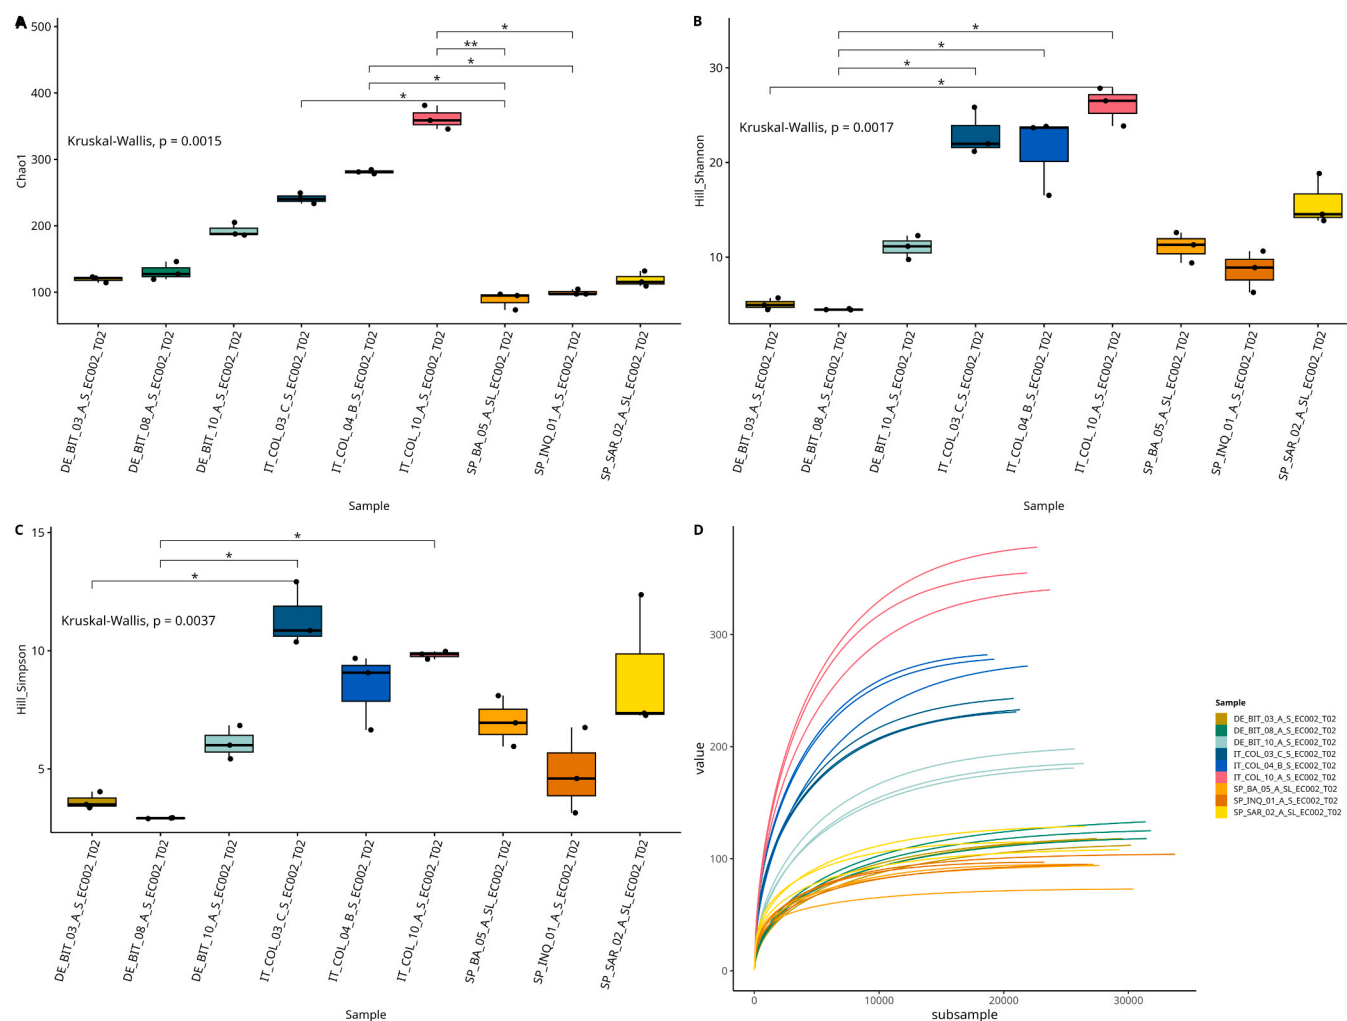 A
500
400
300
200
100
Chao1
Kruskal-Wallis, p = 0.0015
*
**
*
*
*
DE_BIT_03_A_S_EC002_T02
DE_BIT_08_A_S_EC002_T02
DE_BIT_10_A_S_EC002_T02
IT_COL_03_C_S_EC002_T02
IT_COL_04_B_S_EC002_T02
IT_COL_10_A_S_EC002_T02
SP_BA_05_A_SL_EC002_T02
SP_INQ_01_A_S_EC002_T02
SP_SAR_02_A_SL_EC002_T02
Sample
B
30
20
10
Hill_Shannon
Kruskal-Wallis, p = 0.0017
*
*
*
*
DE_BIT_03_A_S_EC002_T02
DE_BIT_08_A_S_EC002_T02
DE_BIT_10_A_S_EC002_T02
IT_COL_03_C_S_EC002_T02
IT_COL_04_B_S_EC002_T02
IT_COL_10_A_S_EC002_T02
SP_BA_05_A_SL_EC002_T02
SP_INQ_01_A_S_EC002_T02
SP_SAR_02_A_SL_EC002_T02
Sample
C
15
10
5
Hill_Simpson
Kruskal-Wallis, p = 0.0037
*
*
*
DE_BIT_03_A_S_EC002_T02
DE_BIT_08_A_S_EC002_T02
DE_BIT_10_A_S_EC002_T02
IT_COL_03_C_S_EC002_T02
IT_COL_04_B_S_EC002_T02
IT_COL_10_A_S_EC002_T02
SP_BA_05_A_SL_EC002_T02
SP_INQ_01_A_S_EC002_T02
SP_SAR_02_A_SL_EC002_T02
Sample
D
300
200
100
0
value
0 10000 20000 30000
subsample
Sample
DE_BIT_03_A_S_EC002_T02
DE_BIT_08_A_S_EC002_T02
DE_BIT_10_A_S_EC002_T02
IT_COL_03_C_S_EC002_T02
IT_COL_04_B_S_EC002_T02
IT_COL_10_A_S_EC002_T02
SP_BA_05_A_SL_EC002_T02
SP_INQ_01_A_S_EC002_T02
SP_SAR_02_A_SL_EC002_T02